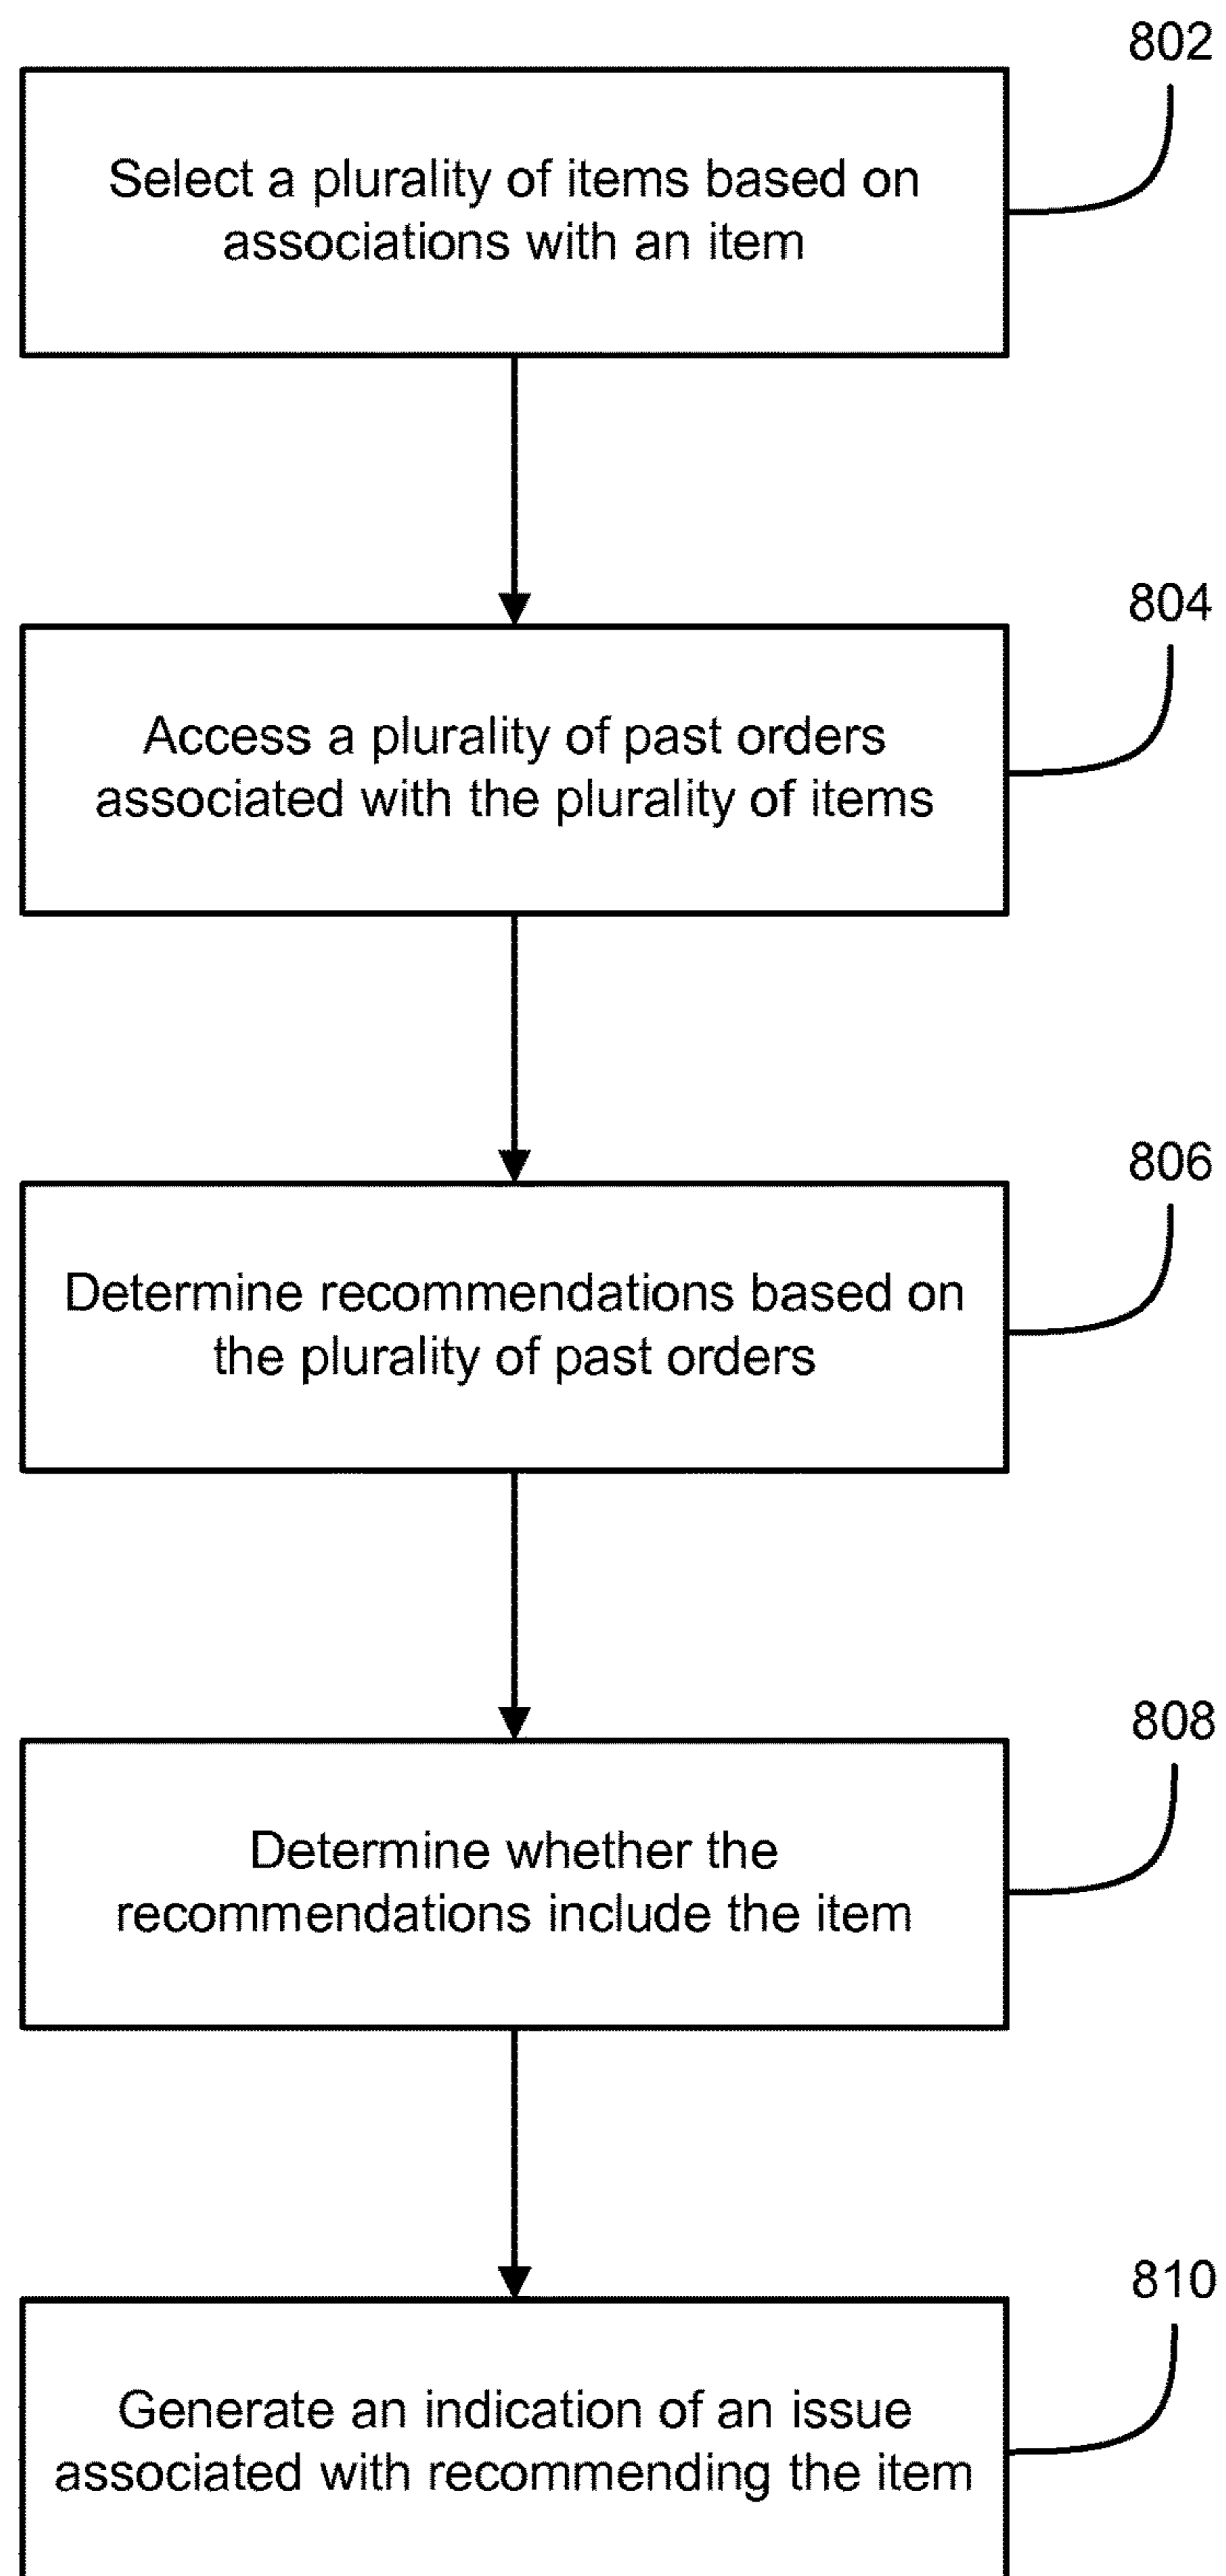 802
Select a plurality of items based on
associations with an item
804
Access a plurality of past orders
associated with the plurality of items
806
Determine recommendations based on
the plurality of past orders
808
Determine whether the
recommendations include the item
810
Generate an indication of an issue
associated with recommending the item